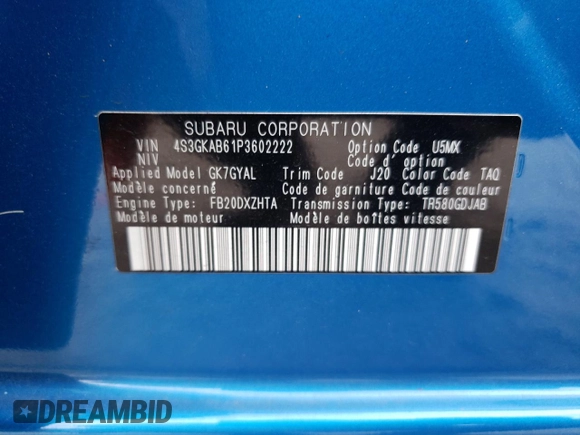 SUBARU CORPORATION
VIN 4S3GKAB61P3602222 Option Code U5MX
NIV Code d' option
Applied Model GK7GYAL Trim Code J20 Color Code TAQ
Modèle concerné Code de garniture Code de couleur
Engine Type FB20DXZHTA Transmission Type TR580GDJAB
Modèle de moteur Modèle de boîtes vitesse
DREAMBID